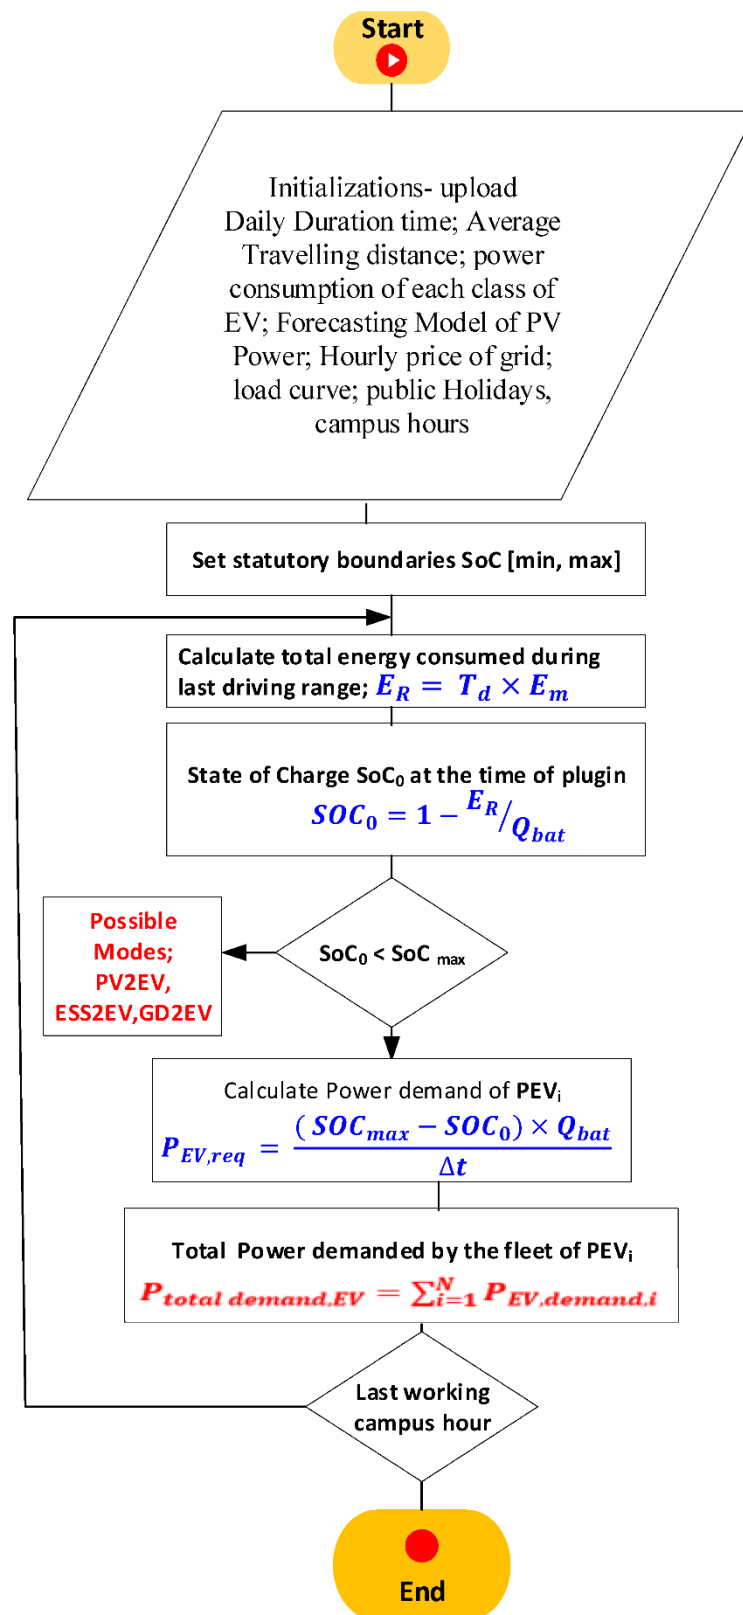 Start
Initializations- upload
Daily Duration time; Average
Travelling distance; power
consumption of each class of
EV; Forecasting Model of PV
Power; Hourly price of grid;
load curve; public Holidays,
campus hours
Set statutory boundaries SoC [min, max]
Calculate total energy consumed during
last driving range; E_R = T_d × E_m
State of Charge SoC₀ at the time of plugin
SOC₀ = 1 − E_R/Q_bat
SoC₀ < SoC max
Possible
Modes;
PV2EV,
ESS2EV,GD2EV
Calculate Power demand of PEVᵢ
P_EV,req = (SOC_max − SOC₀) × Q_bat / Δt
Total Power demanded by the fleet of PEVᵢ
P_total demand,EV = ∑_{i=1}^{N} P_EV,demand,i
Last working
campus hour
End